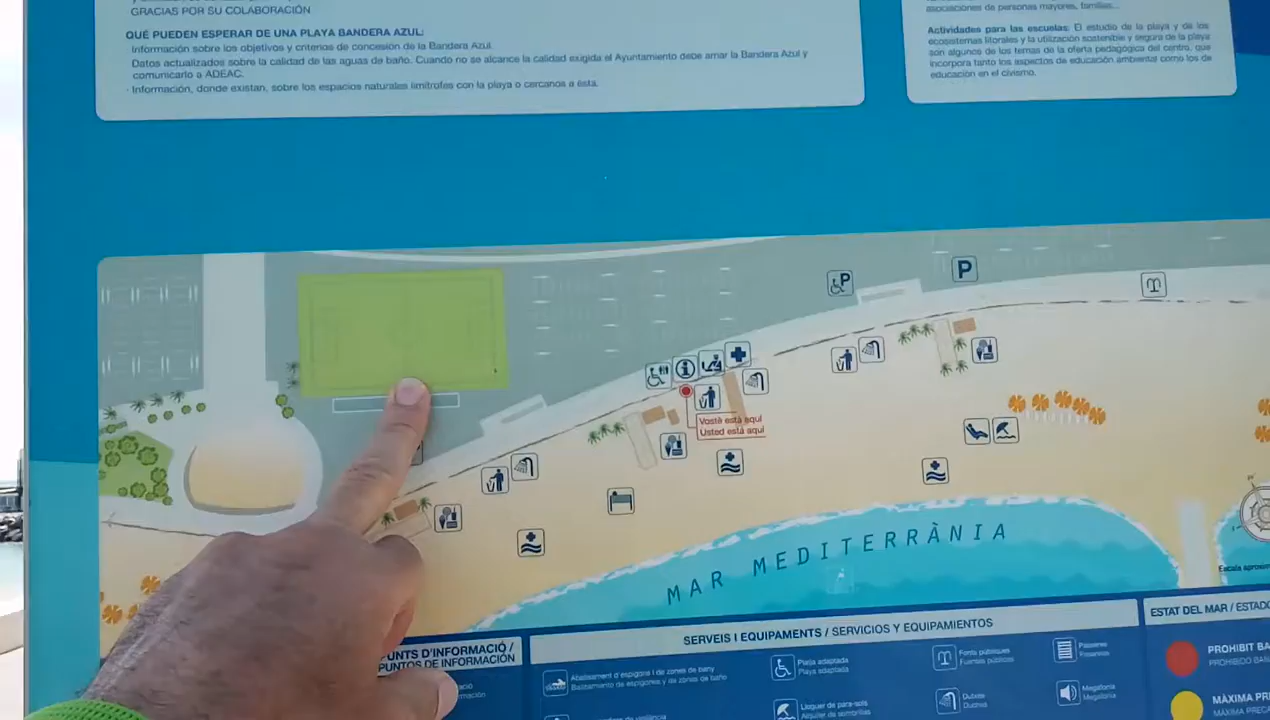 GRACIAS POR SU COLABORACIÓN
QUÉ PUEDEN ESPERAR DE UNA PLAYA BANDERA AZUL:
Información sobre los objetivos y criterios de concesión de la Bandera Azul.
Datos actualizados sobre la calidad de las aguas de baño. Cuando no se alcance la calidad exigida el Ayuntamiento debe arriar la Bandera Azul y
comunicarlo a ADEAC.
· Información, donde existan, sobre los espacios naturales limítrofes con la playa o cercanos a ésta.
asociaciones de personas mayores, familias...
Actividades para las escuelas: El estudio de la playa y de los
ecosistemas litorales y la utilización sostenible y segura de la playa
son algunos de los temas de la oferta pedagógica del centro, que
incorpora tanto los aspectos de educación ambiental como los de
educación en el civismo.
P
P
i
Vostè està aquí
Usted está aquí
MAR MEDITERRÀNIA
Escala aproxim
UNTS D'INFORMACIÓ /
PUNTOS DE INFORMACIÓN
ació
mación
SERVEIS I EQUIPAMENTS / SERVICIOS Y EQUIPAMIENTOS
Abalisament d'espigons i de zones de bany
Balizamiento de espigones y de zonas de baño
Platja adaptada
Playa adaptada
Lloguer de para-sols
Alquiler de sombrillas
Fonts públiques
Fuentes públicas
Dutxes
Duchas
Passeres
Pasarelas
Megafonia
Megafonía
ESTAT DEL MAR / ESTADO
PROHIBIT BA
PROHIBIDO BAÑ
MÀXIMA PRE
MÁXIMA PRECA